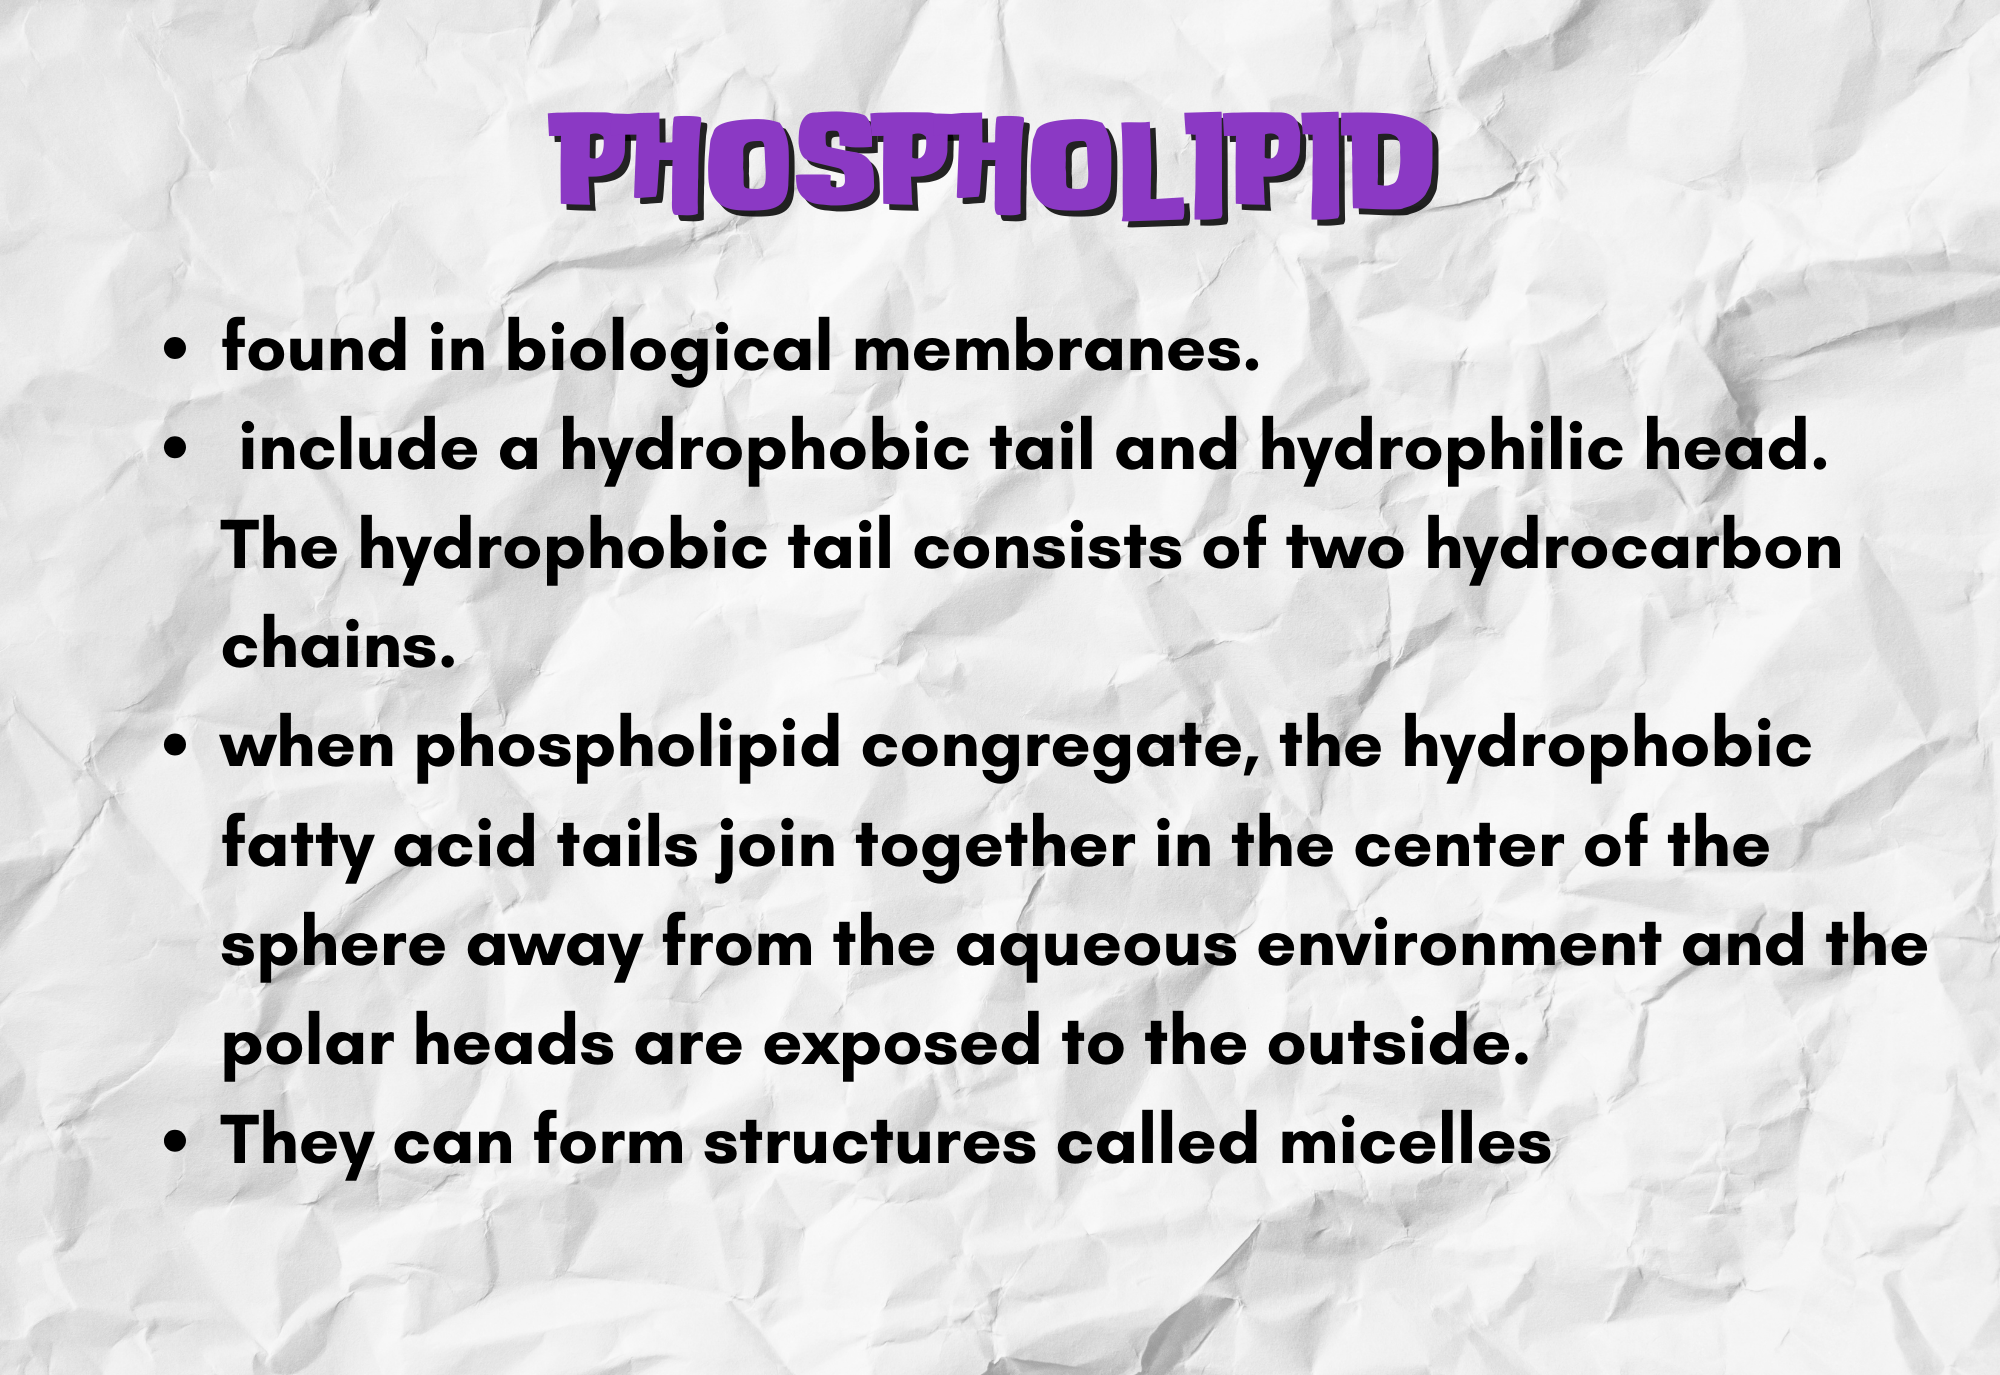 PHOSPHOLIPID
• found in biological membranes.
• include a hydrophobic tail and hydrophilic head.
The hydrophobic tail consists of two hydrocarbon
chains.
• when phospholipid congregate, the hydrophobic
fatty acid tails join together in the center of the
sphere away from the aqueous environment and the
polar heads are exposed to the outside.
• They can form structures called micelles